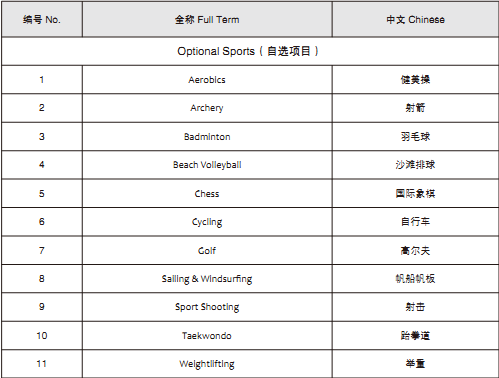 编号 No. 全称 Full Term 中文 Chinese
Optional Sports（自选项目）
1 Aerobics 健美操
2 Archery 射箭
3 Badminton 羽毛球
4 Beach Volleyball 沙滩排球
5 Chess 国际象棋
6 Cycling 自行车
7 Golf 高尔夫
8 Sailing & Windsurfing 帆船帆板
9 Sport Shooting 射击
10 Taekwondo 跆拳道
11 Weightlifting 举重